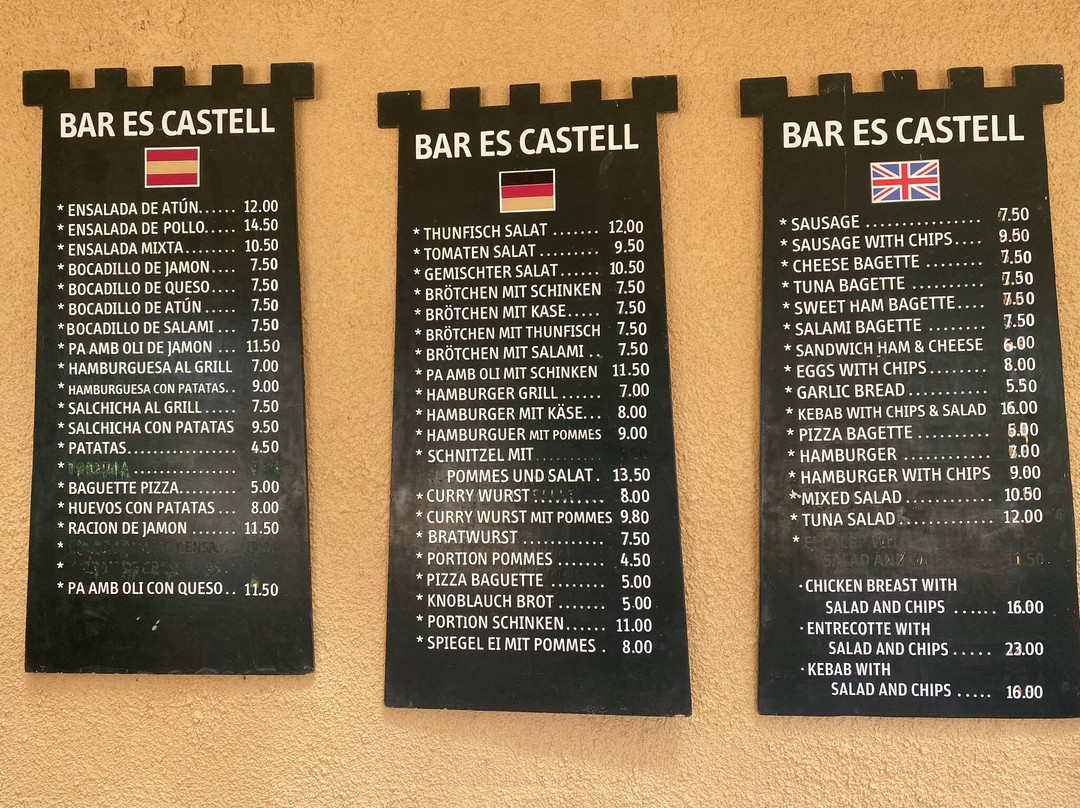 BAR ES CASTELL
* ENSALADA DE ATÚN...... 12.00
* ENSALADA DE POLLO..... 14.50
* ENSALADA MIXTA........ 10.50
* BOCADILLO DE JAMON.... 7.50
* BOCADILLO DE QUESO.... 7.50
* BOCADILLO DE ATÚN ..... 7.50
* BOCADILLO DE SALAMI ... 7.50
* PA AMB OLI DE JAMON ... 11.50
* HAMBURGUESA AL GRILL 7.00
* HAMBURGUESA CON PATATAS.. 9.00
* SALCHICHA AL GRILL ..... 7.50
* SALCHICHA CON PATATAS 9.50
* PATATAS................ 4.50
*
* BAGUETTE PIZZA......... 5.00
* HUEVOS CON PATATAS ... 8.00
* RACION DE JAMON ....... 11.50
*
*
* PA AMB OLI CON QUESO.. 11.50
BAR ES CASTELL
* THUNFISCH SALAT ....... 12.00
* TOMATEN SALAT ......... 9.50
* GEMISCHTER SALAT...... 10.50
* BRÖTCHEN MIT SCHINKEN 7.50
* BRÖTCHEN MIT KASE..... 7.50
* BRÖTCHEN MIT THUNFISCH 7.50
* BRÖTCHEN MIT SALAMI .. 7.50
* PA AMB OLI MIT SCHINKEN 11.50
* HAMBURGER GRILL....... 7.00
* HAMBURGER MIT KÄSE... 8.00
* HAMBURGUER MIT POMMES 9.00
* SCHNITZEL MIT
POMMES UND SALAT . 13.50
* CURRY WURST .......... 8.00
* CURRY WURST MIT POMMES 9,80
* BRATWURST ............ 7.50
* PORTION POMMES ....... 4.50
* PIZZA BAGUETTE ........ 5.00
* KNOBLAUCH BROT ....... 5.00
* PORTION SCHINKEN...... 11.00
* SPIEGEL EI MIT POMMES . 8.00
BAR ES CASTELL
* SAUSAGE ................ 7.50
* SAUSAGE WITH CHIPS.... 9.50
* CHEESE BAGETTE ........ 7.50
* TUNA BAGETTE .......... 7.50
* SWEET HAM BAGETTE.... 7.50
* SALAMI BAGETTE ........ 7.50
* SANDWICH HAM & CHEESE 6.00
* EGGS WITH CHIPS........ 8.00
* GARLIC BREAD........... 5.50
* KEBAB WITH CHIPS & SALAD 16.00
* PIZZA BAGETTE .......... 5.00
* HAMBURGER ............ 7.00
* HAMBURGER WITH CHIPS 9.00
* MIXED SALAD ............ 10.50
* TUNA SALAD............. 12.00
*
SALAD AND
· CHICKEN BREAST WITH
SALAD AND CHIPS ...... 16.00
· ENTRECOTTE WITH
SALAD AND CHIPS ..... 23.00
· KEBAB WITH
SALAD AND CHIPS ..... 16.00